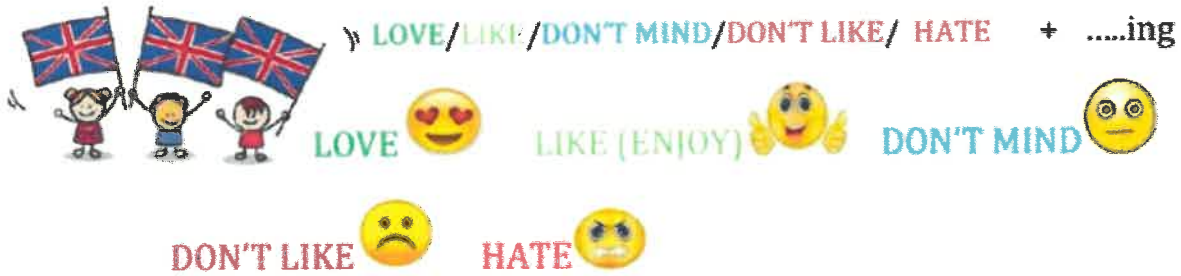 LOVE/LIKE/DON'T MIND/DON'T LIKE/ HATE + .....ing
LOVE LIKE (ENJOY) DON'T MIND
DON'T LIKE HATE